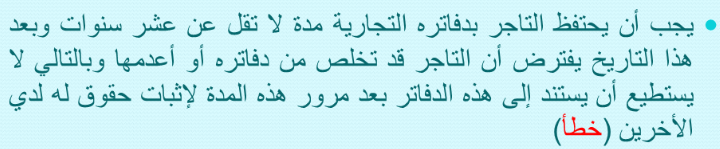 • يجب أن يحتفظ التاجر بدفاتره التجارية مدة لا تقل عن عشر سنوات وبعد
هذا التاريخ يفترض أن التاجر قد تخلص من دفاتره أو أعدمها وبالتالي لا
يستطيع أن يستند إلى هذه الدفاتر بعد مرور هذه المدة لإثبات حقوق له لدي
الأخرين (خطأ)